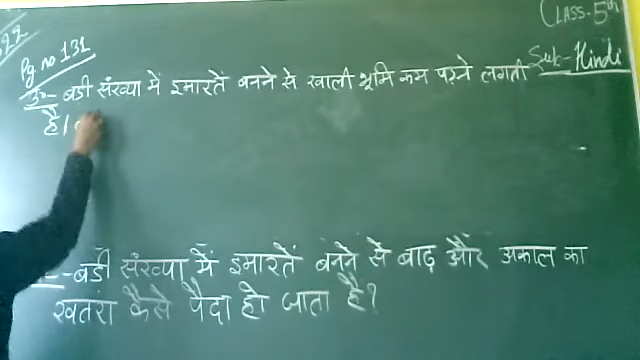 CLASS. 5th
Sub- Hindi
Pg. no 131
उ०- बडी संख्या में इमारतें बनने से खाली भूमि कम पड़ने लगती
है।
-बडी संख्या में इमारतें बनने से बाढ़ और अकाल का
खतरा कैसे पैदा हो जाता है?